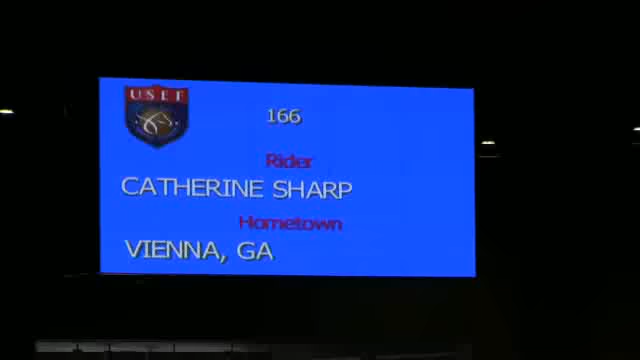 USEF
166
Rider
CATHERINE SHARP
Hometown
VIENNA, GA